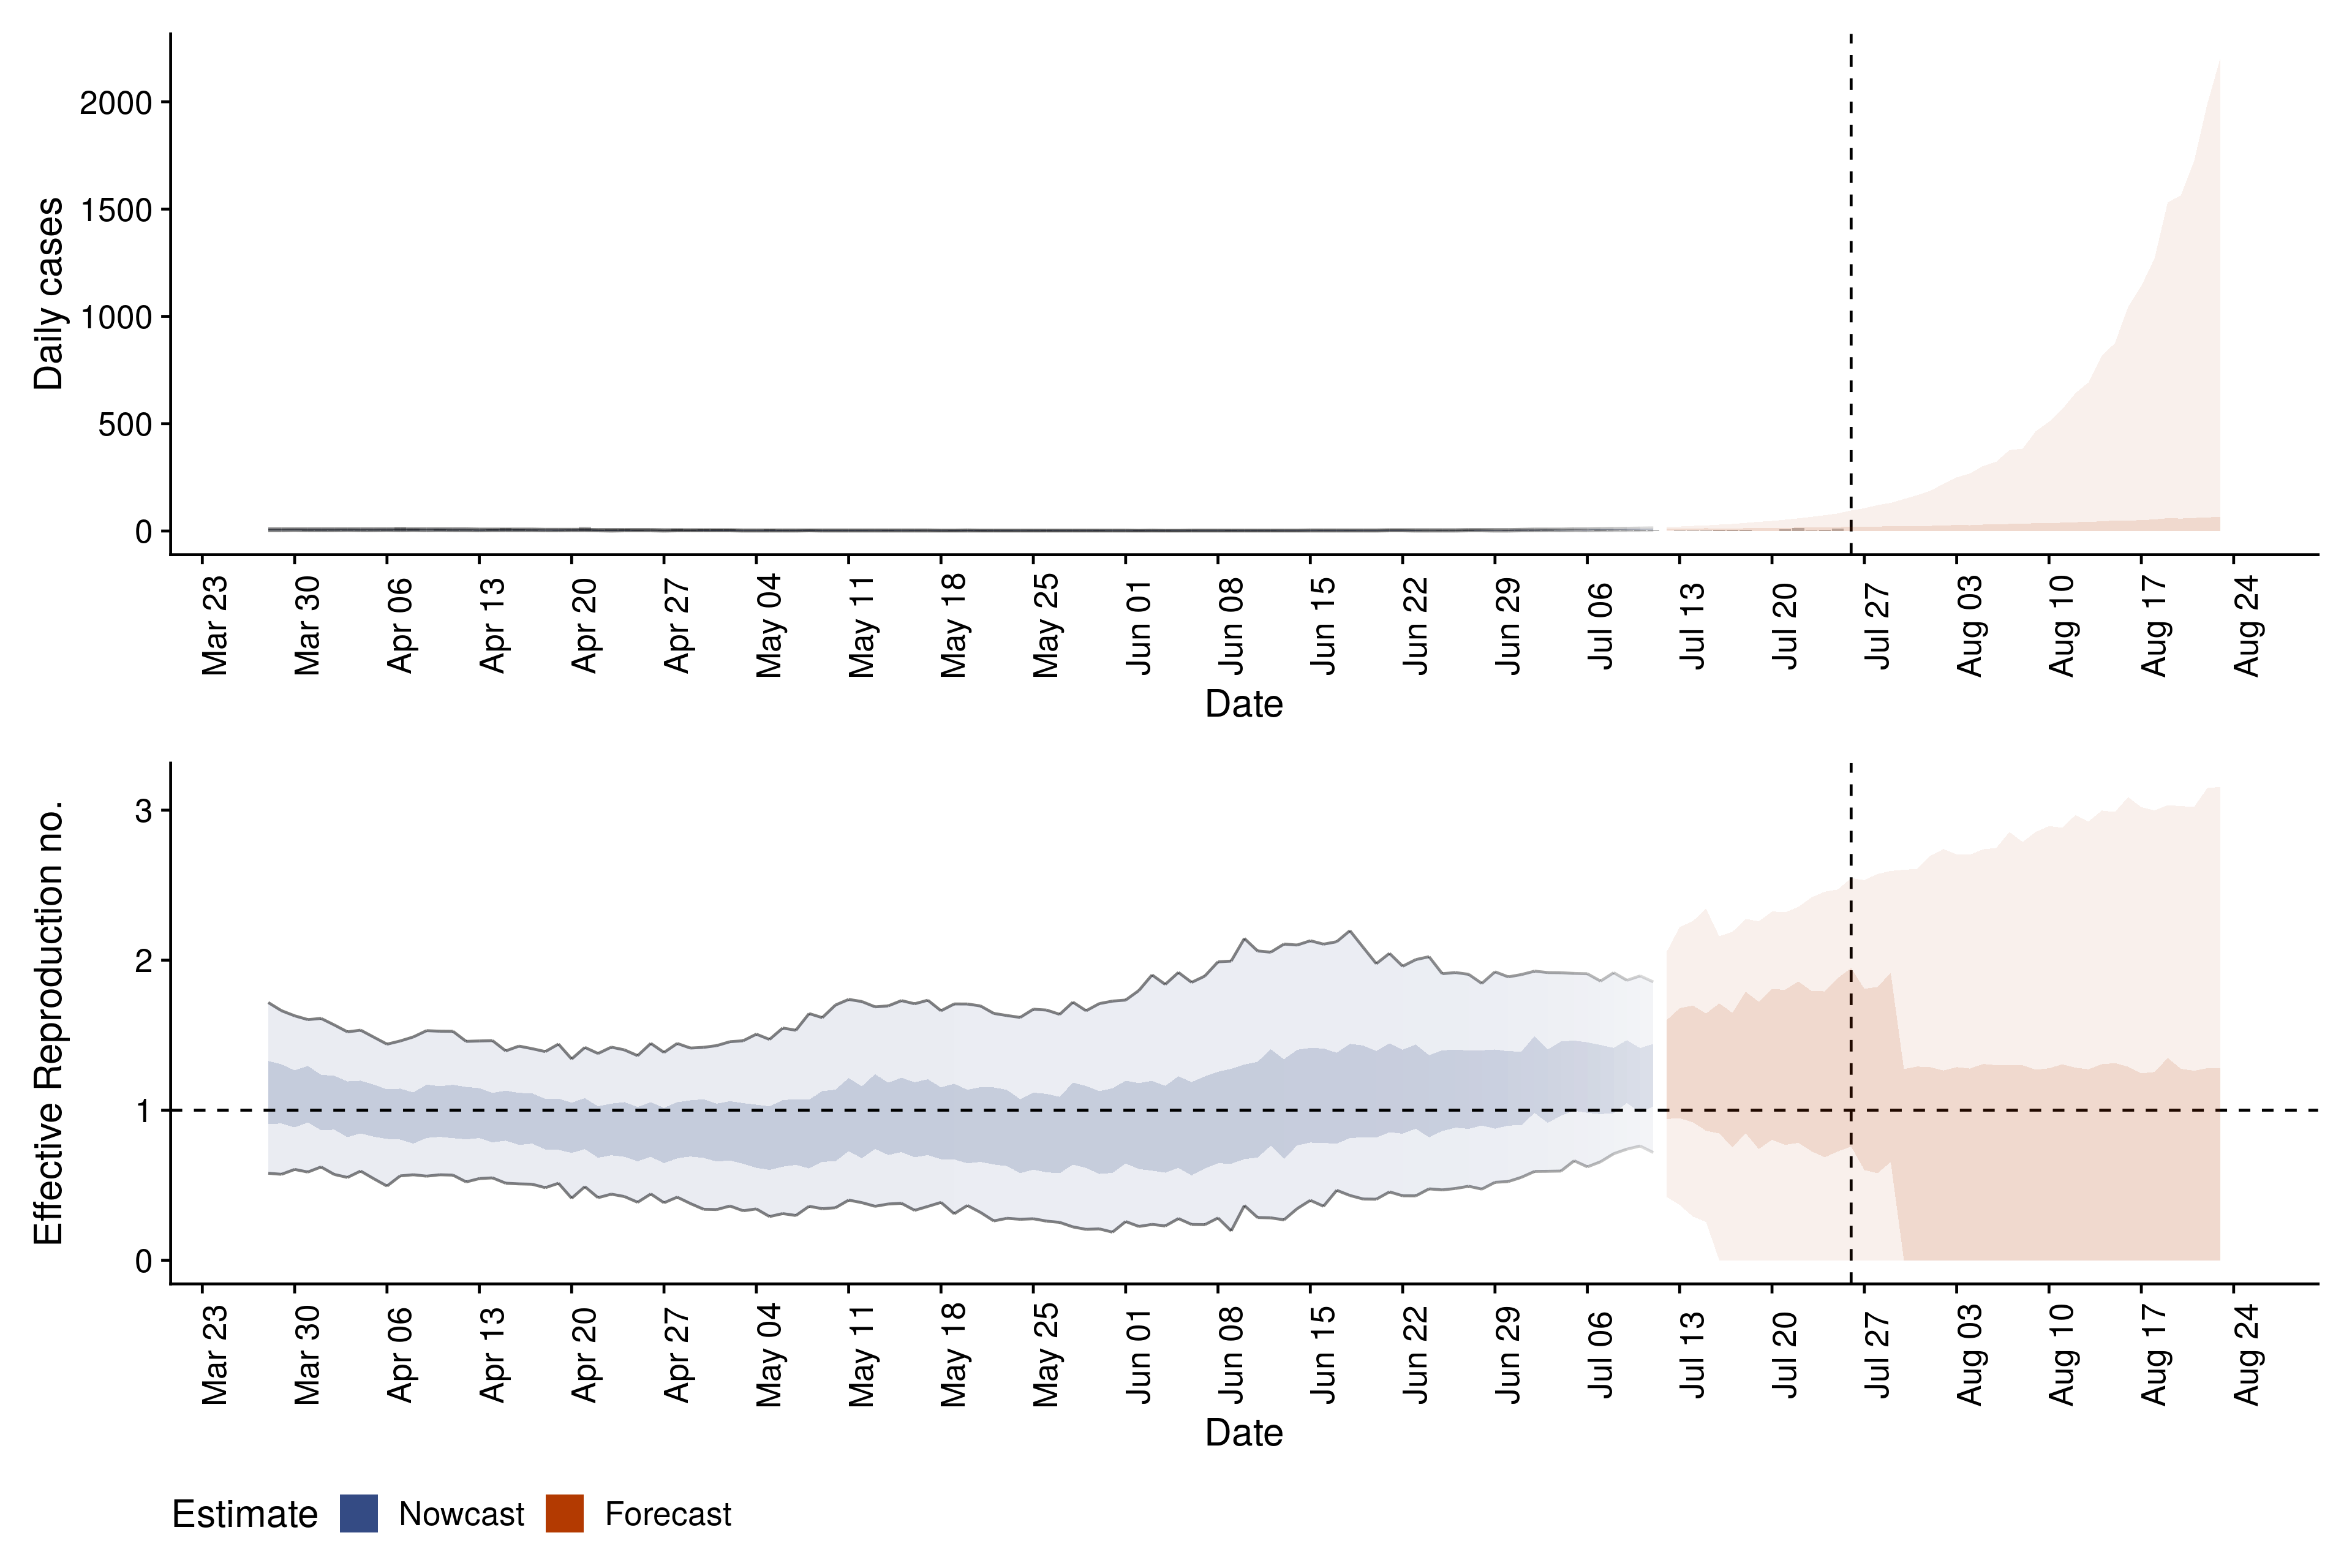 Daily cases
2000
1500
1000
500
0
Mar 23 Mar 30 Apr 06 Apr 13 Apr 20 Apr 27 May 04 May 11 May 18 May 25 Jun 01 Jun 08 Jun 15 Jun 22 Jun 29 Jul 06 Jul 13 Jul 20 Jul 27 Aug 03 Aug 10 Aug 17 Aug 24
Date
Effective Reproduction no.
3
2
1
0
Mar 23 Mar 30 Apr 06 Apr 13 Apr 20 Apr 27 May 04 May 11 May 18 May 25 Jun 01 Jun 08 Jun 15 Jun 22 Jun 29 Jul 06 Jul 13 Jul 20 Jul 27 Aug 03 Aug 10 Aug 17 Aug 24
Date
Estimate Nowcast Forecast